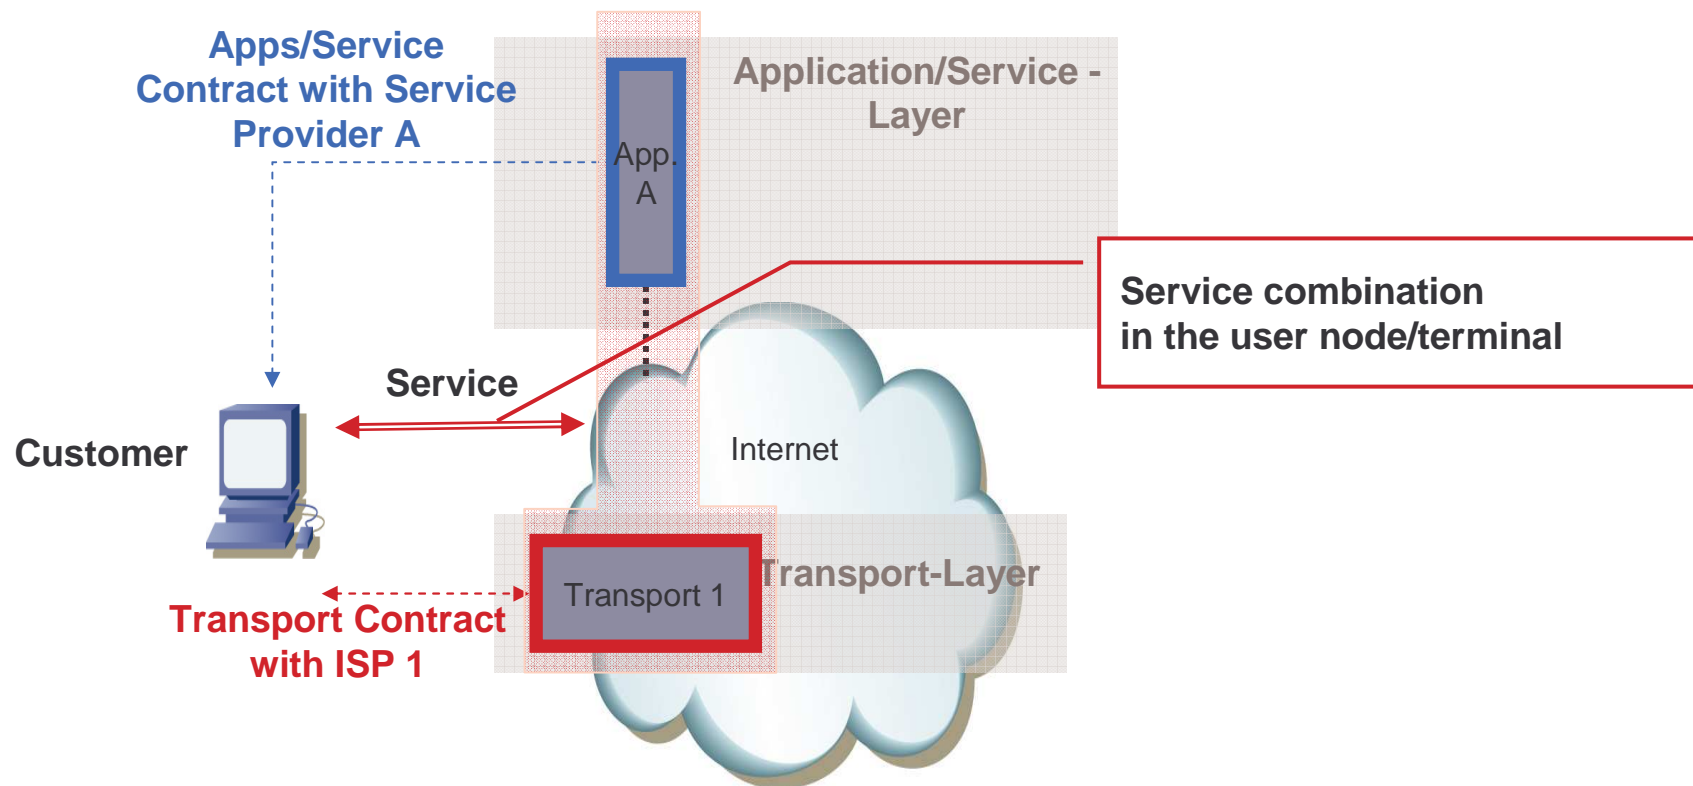 Apps/Service
Contract with Service
Provider A
Application/Service -
Layer
App.
A
Service combination
in the user node/terminal
Service
Customer
Internet
Transport 1
Transport-Layer
Transport Contract
with ISP 1